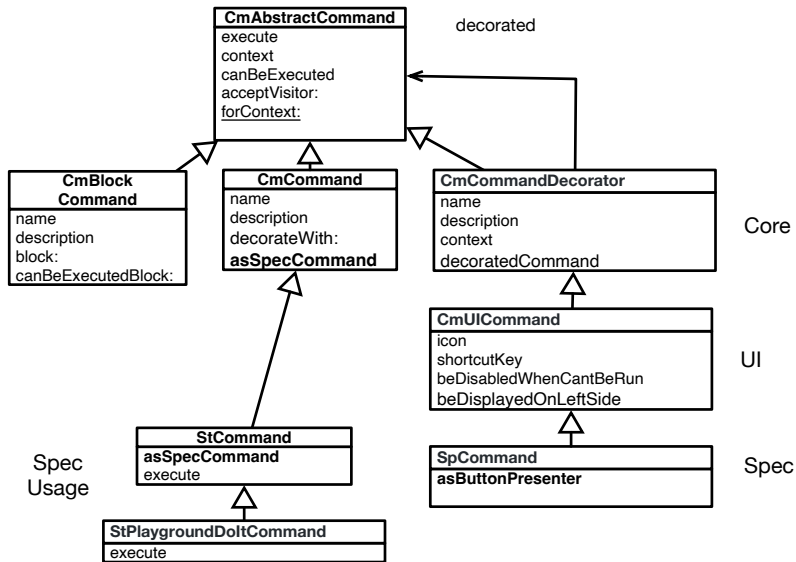 CmAbstractCommand
execute
context
canBeExecuted
acceptVisitor:
forContext:
decorated
CmBlock
Command
name
description
block:
canBeExecutedBlock:
CmCommand
name
description
decorateWith:
asSpecCommand
CmCommandDecorator
name
description
context
decoratedCommand
Core
CmUICommand
icon
shortcutKey
beDisabledWhenCantBeRun
beDisplayedOnLeftSide
UI
StCommand
asSpecCommand
execute
Spec
Usage
SpCommand
asButtonPresenter
Spec
StPlaygroundDoItCommand
execute